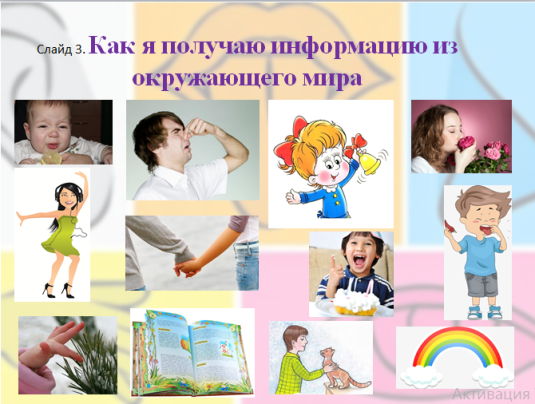 Слайд 3. Как я получаю информацию из
окружающего мира
Активация